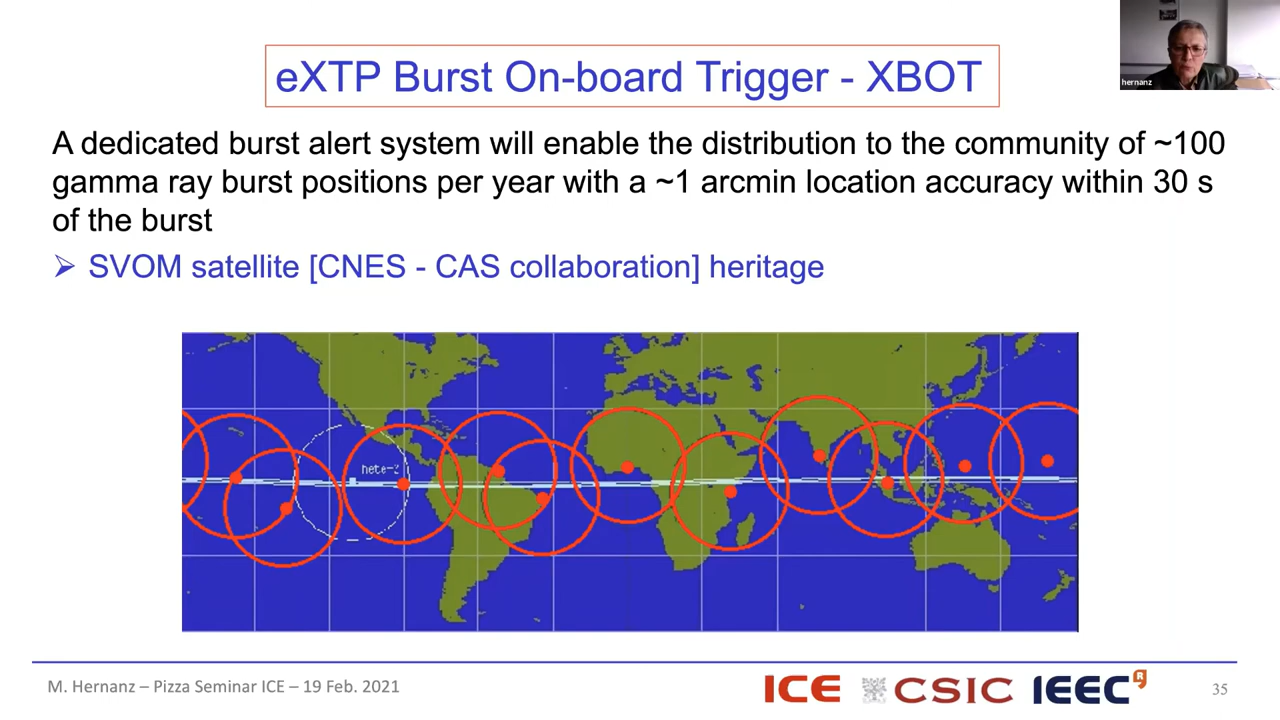 eXTP Burst On-board Trigger - XBOT
hernanz
A dedicated burst alert system will enable the distribution to the community of ~100
gamma ray burst positions per year with a ~1 arcmin location accuracy within 30 s
of the burst
➢ SVOM satellite [CNES - CAS collaboration] heritage
hete-2
M. Hernanz – Pizza Seminar ICE – 19 Feb. 2021
ICE CSIC IEEC R
35